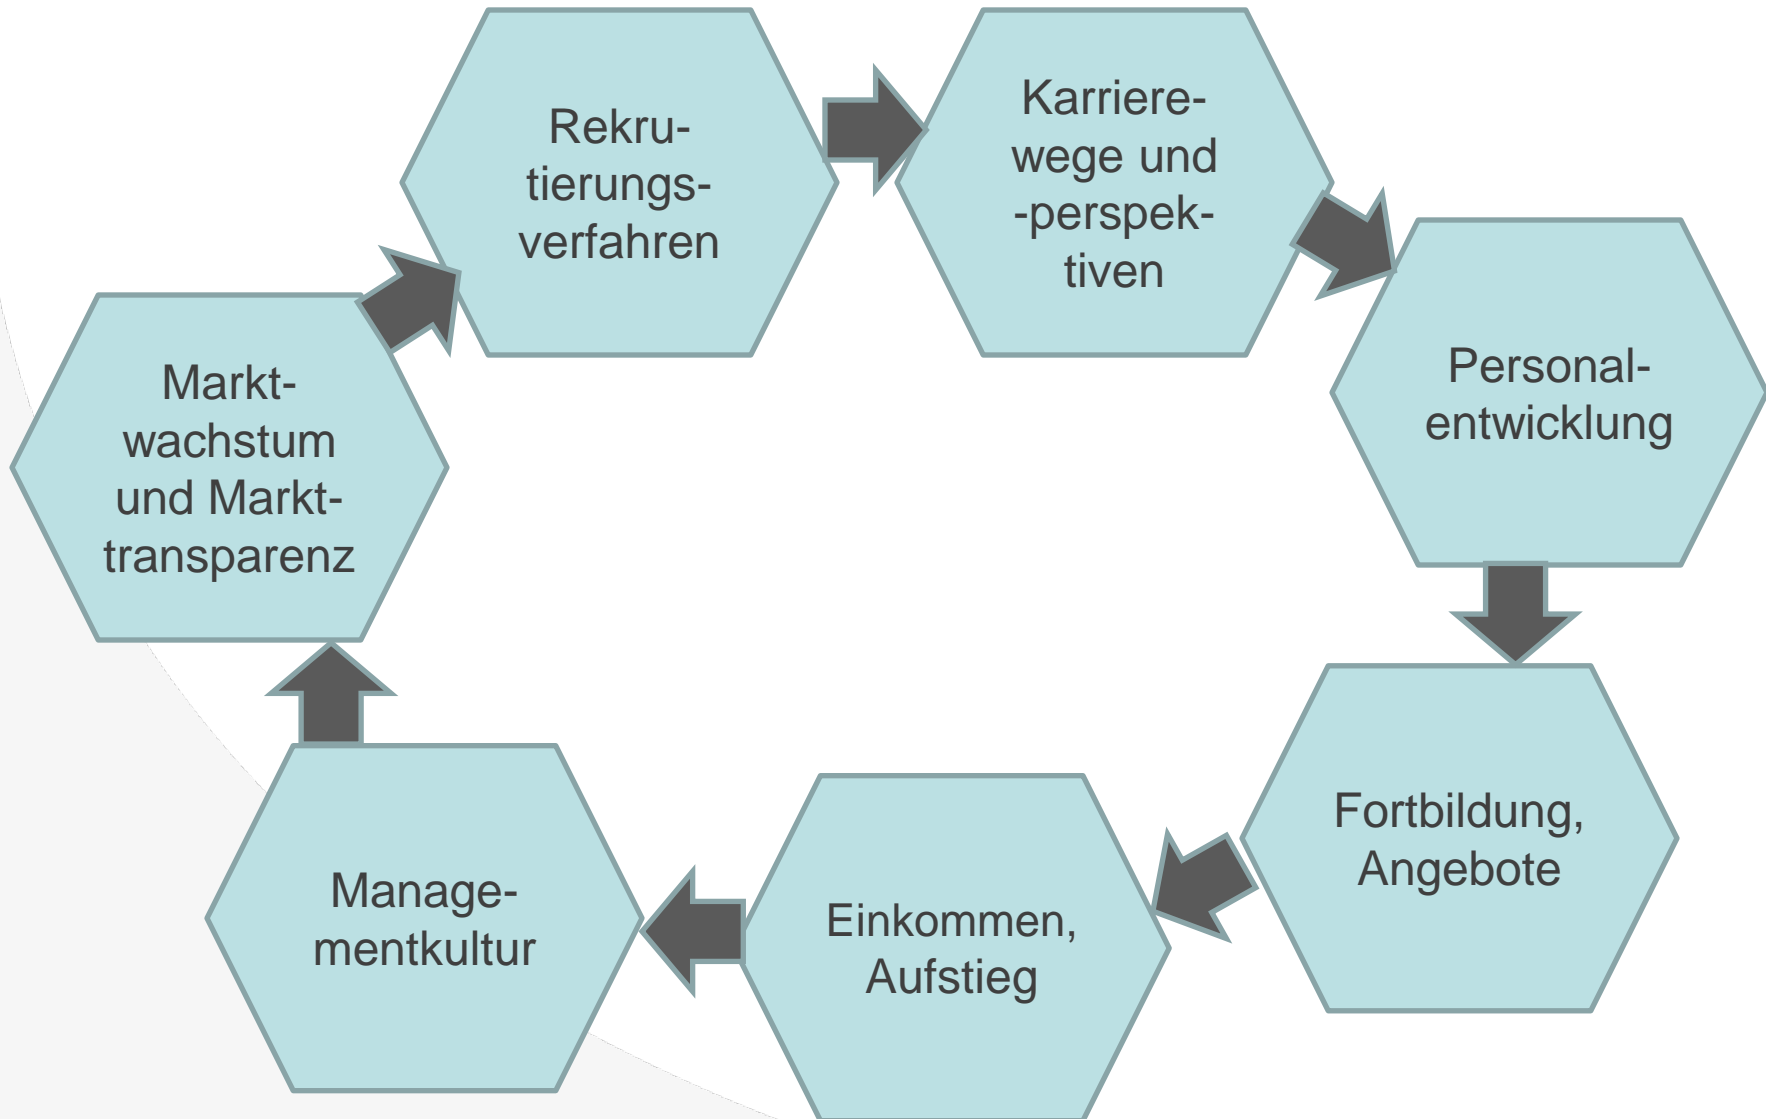 Rekru-
tierungs-
verfahren
Karriere-
wege und
-perspek-
tiven
Personal-
entwicklung
Fortbildung,
Angebote
Einkommen,
Aufstieg
Manage-
mentkultur
Markt-
wachstum
und Markt-
transparenz